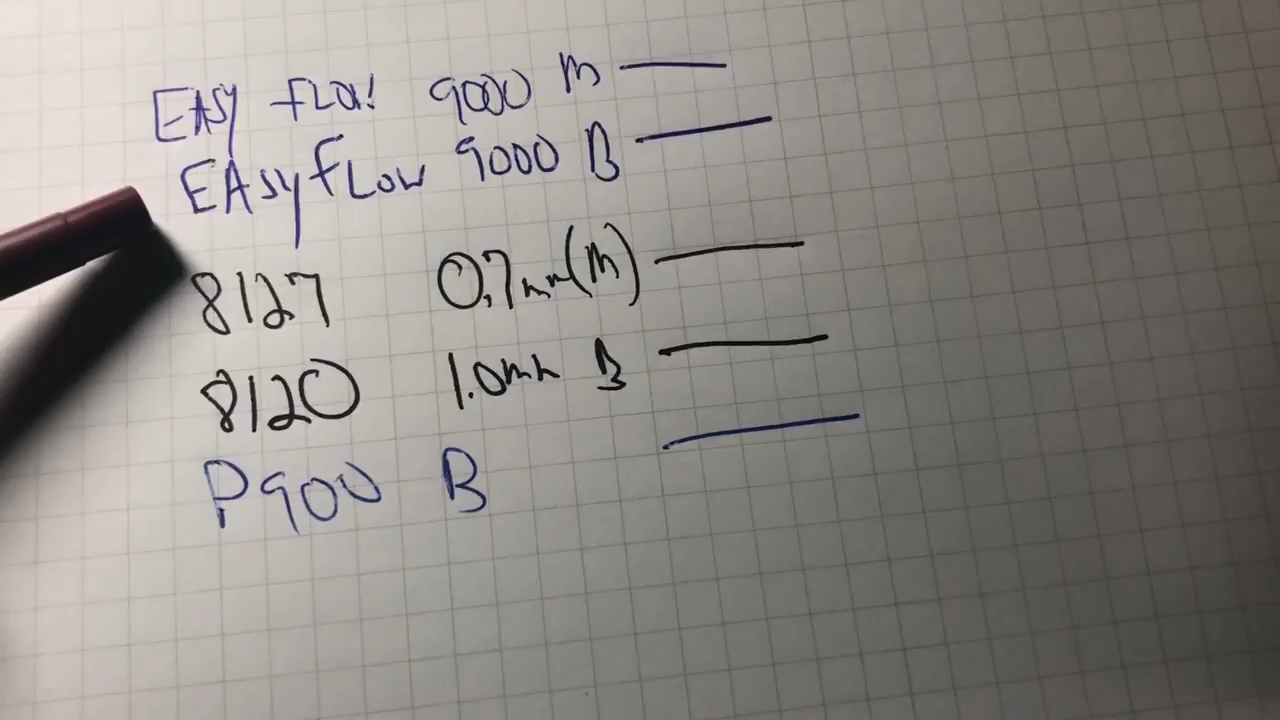 EASY FLOW 9000 M
EASYFLOW 9000 B
8127 0.7mm(M)
8120 1.0mm B
P900 B